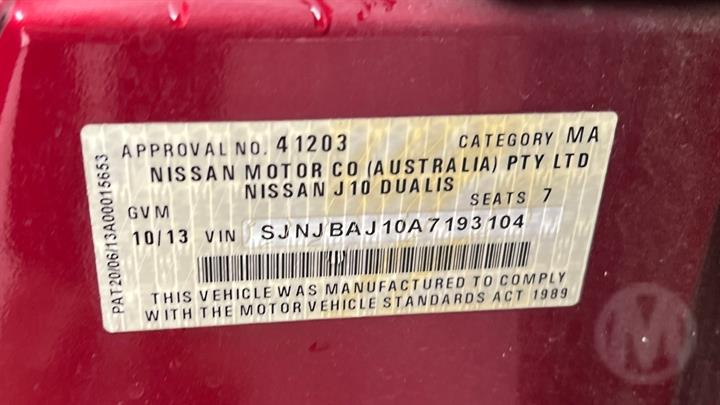 APPROVAL NO. 41203 CATEGORY MA
NISSAN MOTOR CO (AUSTRALIA) PTY LTD
NISSAN J10 DUALIS
GVM SEATS 7
10/13 VIN SJNJBAJ10A7193104
THIS VEHICLE WAS MANUFACTURED TO COMPLY
WITH THE MOTOR VEHICLE STANDARDS ACT 1989
PAT20/06/13A00015653
M